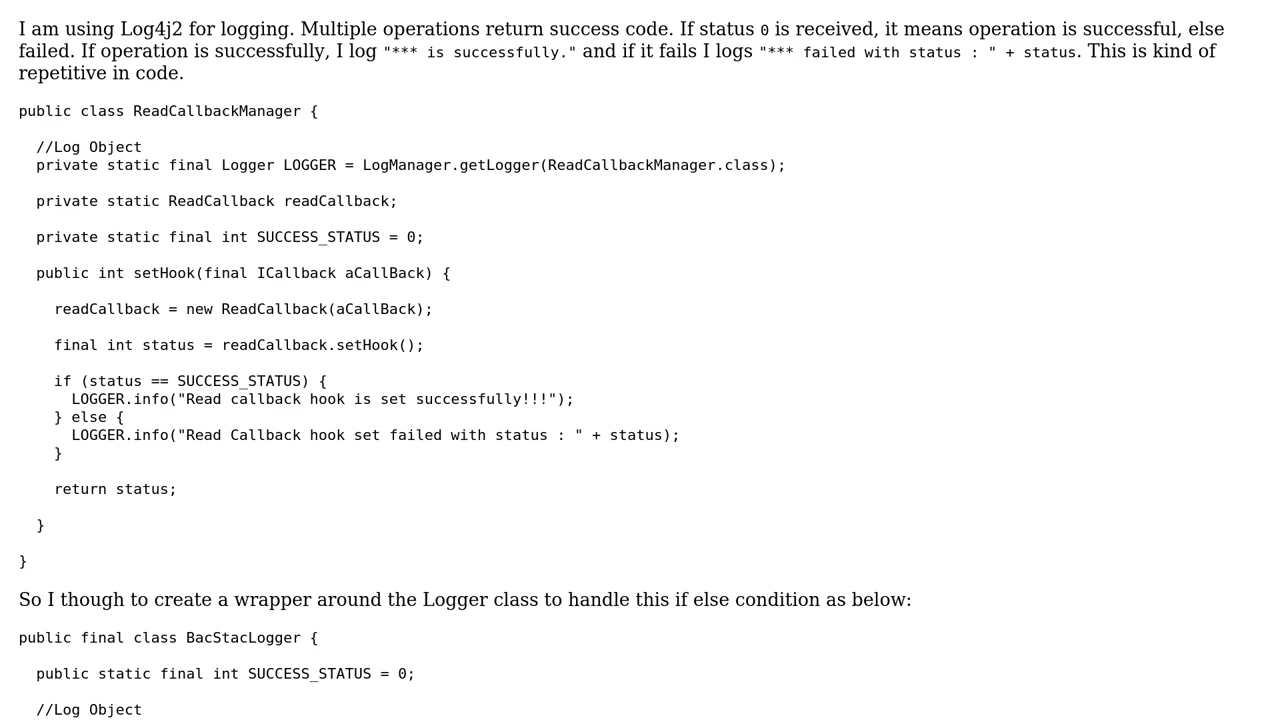 I am using Log4j2 for logging. Multiple operations return success code. If status 0 is received, it means operation is successful, else
failed. If operation is successfully, I log "*** is successfully." and if it fails I logs "*** failed with status : " + status. This is kind of
repetitive in code.
public class ReadCallbackManager {
//Log Object
private static final Logger LOGGER = LogManager.getLogger(ReadCallbackManager.class);
private static ReadCallback readCallback;
private static final int SUCCESS_STATUS = 0;
public int setHook(final ICallback aCallBack) {
readCallback = new ReadCallback(aCallBack);
final int status = readCallback.setHook();
if (status == SUCCESS_STATUS) {
LOGGER.info("Read callback hook is set successfully!!!");
} else {
LOGGER.info("Read Callback hook set failed with status : " + status);
}
return status;
}
}
So I though to create a wrapper around the Logger class to handle this if else condition as below:
public final class BacStacLogger {
public static final int SUCCESS_STATUS = 0;
//Log Object